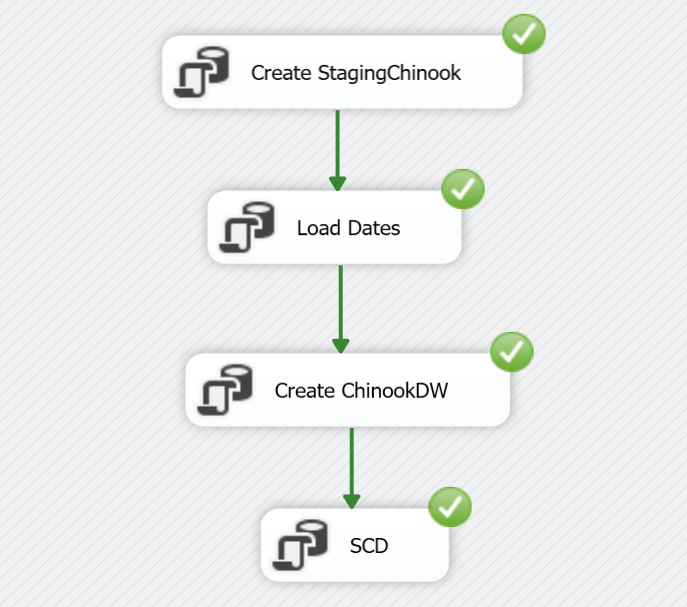 Create StagingChinook
Load Dates
Create ChinookDW
SCD